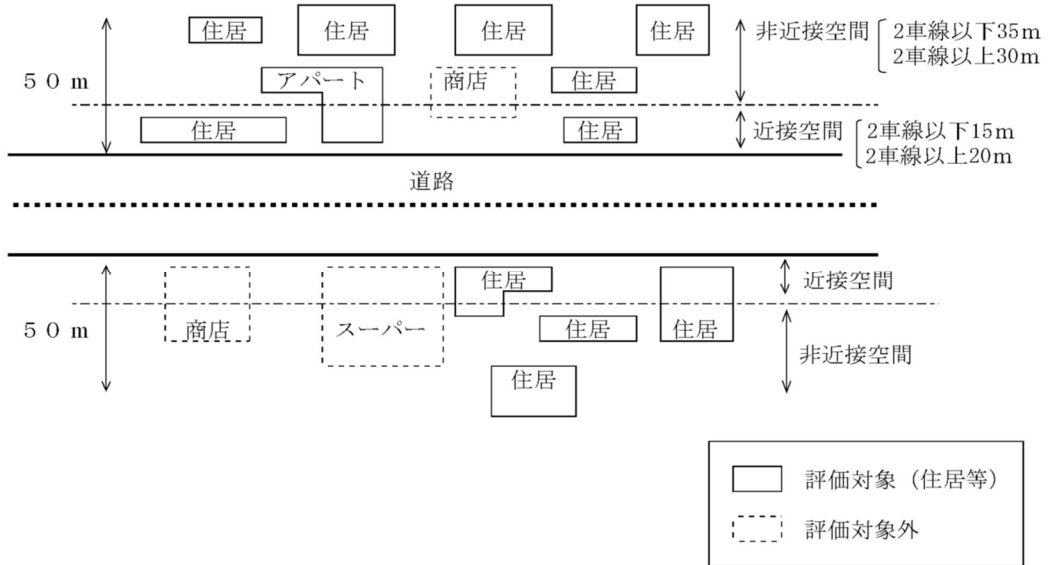 住居
住居
住居
住居
非近接空間
2車線以下35m
2車線以上30m
５０ m
アパート
商店
住居
住居
住居
近接空間
2車線以下15m
2車線以上20m
道路
住居
近接空間
５０ m
商店
スーパー
住居
住居
非近接空間
住居
評価対象（住居等）
評価対象外